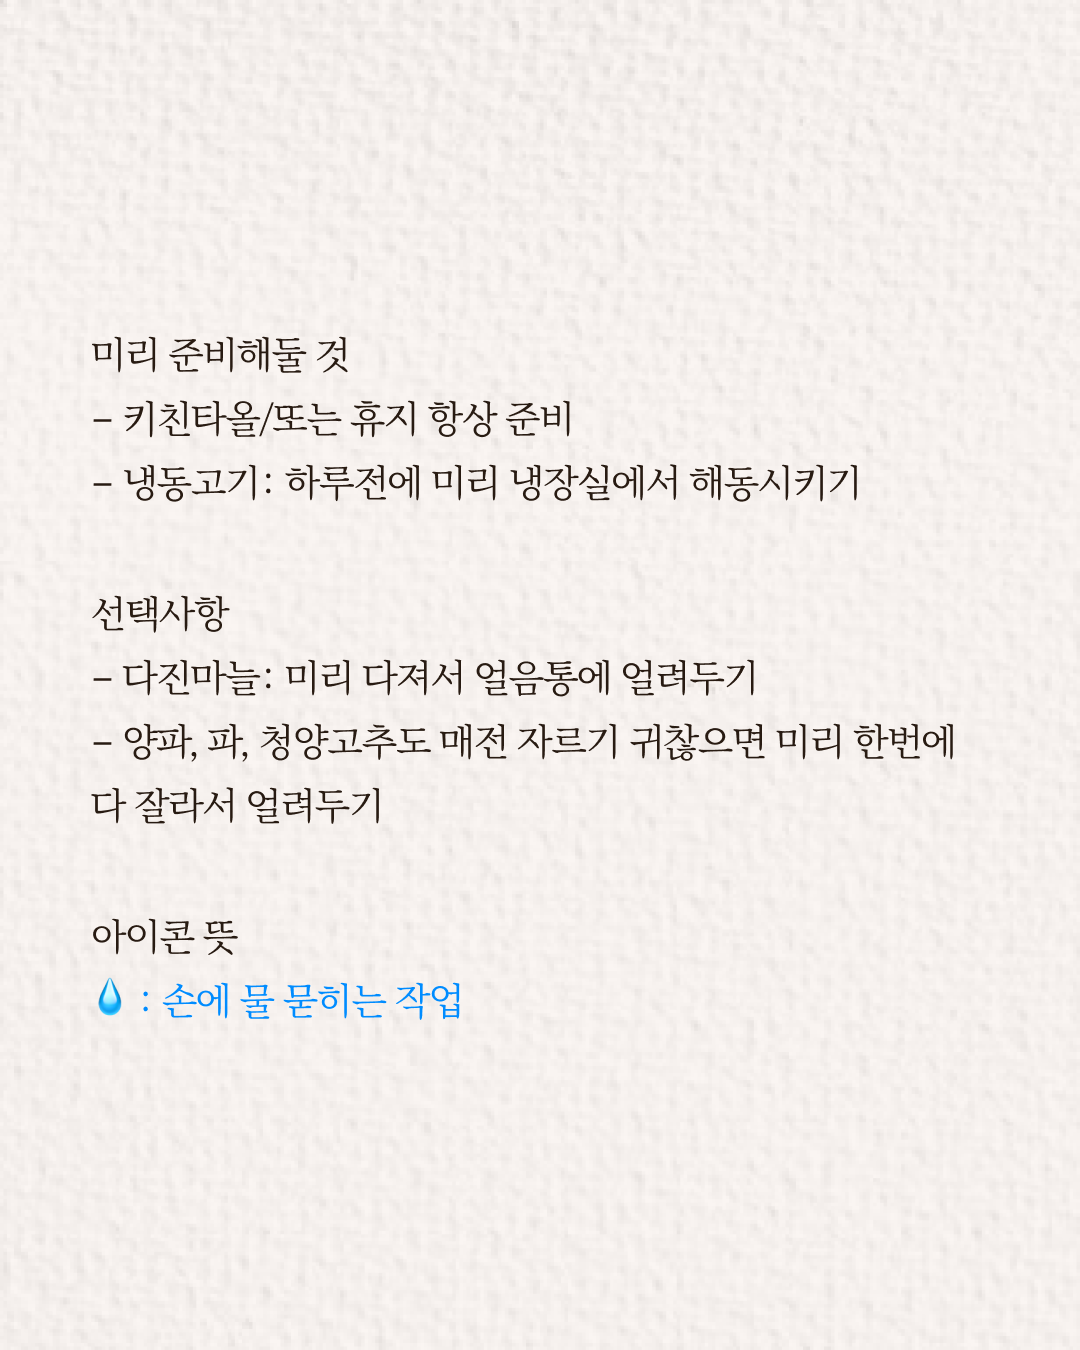 미리 준비해둘 것
- 키친타올/또는 휴지 항상 준비
- 냉동고기: 하루전에 미리 냉장실에서 해동시키기
선택사항
- 다진마늘: 미리 다져서 얼음통에 얼려두기
- 양파, 파, 청양고추도 매전 자르기 귀찮으면 미리 한번에
다 잘라서 얼려두기
아이콘 뜻
💧 : 손에 물 묻히는 작업